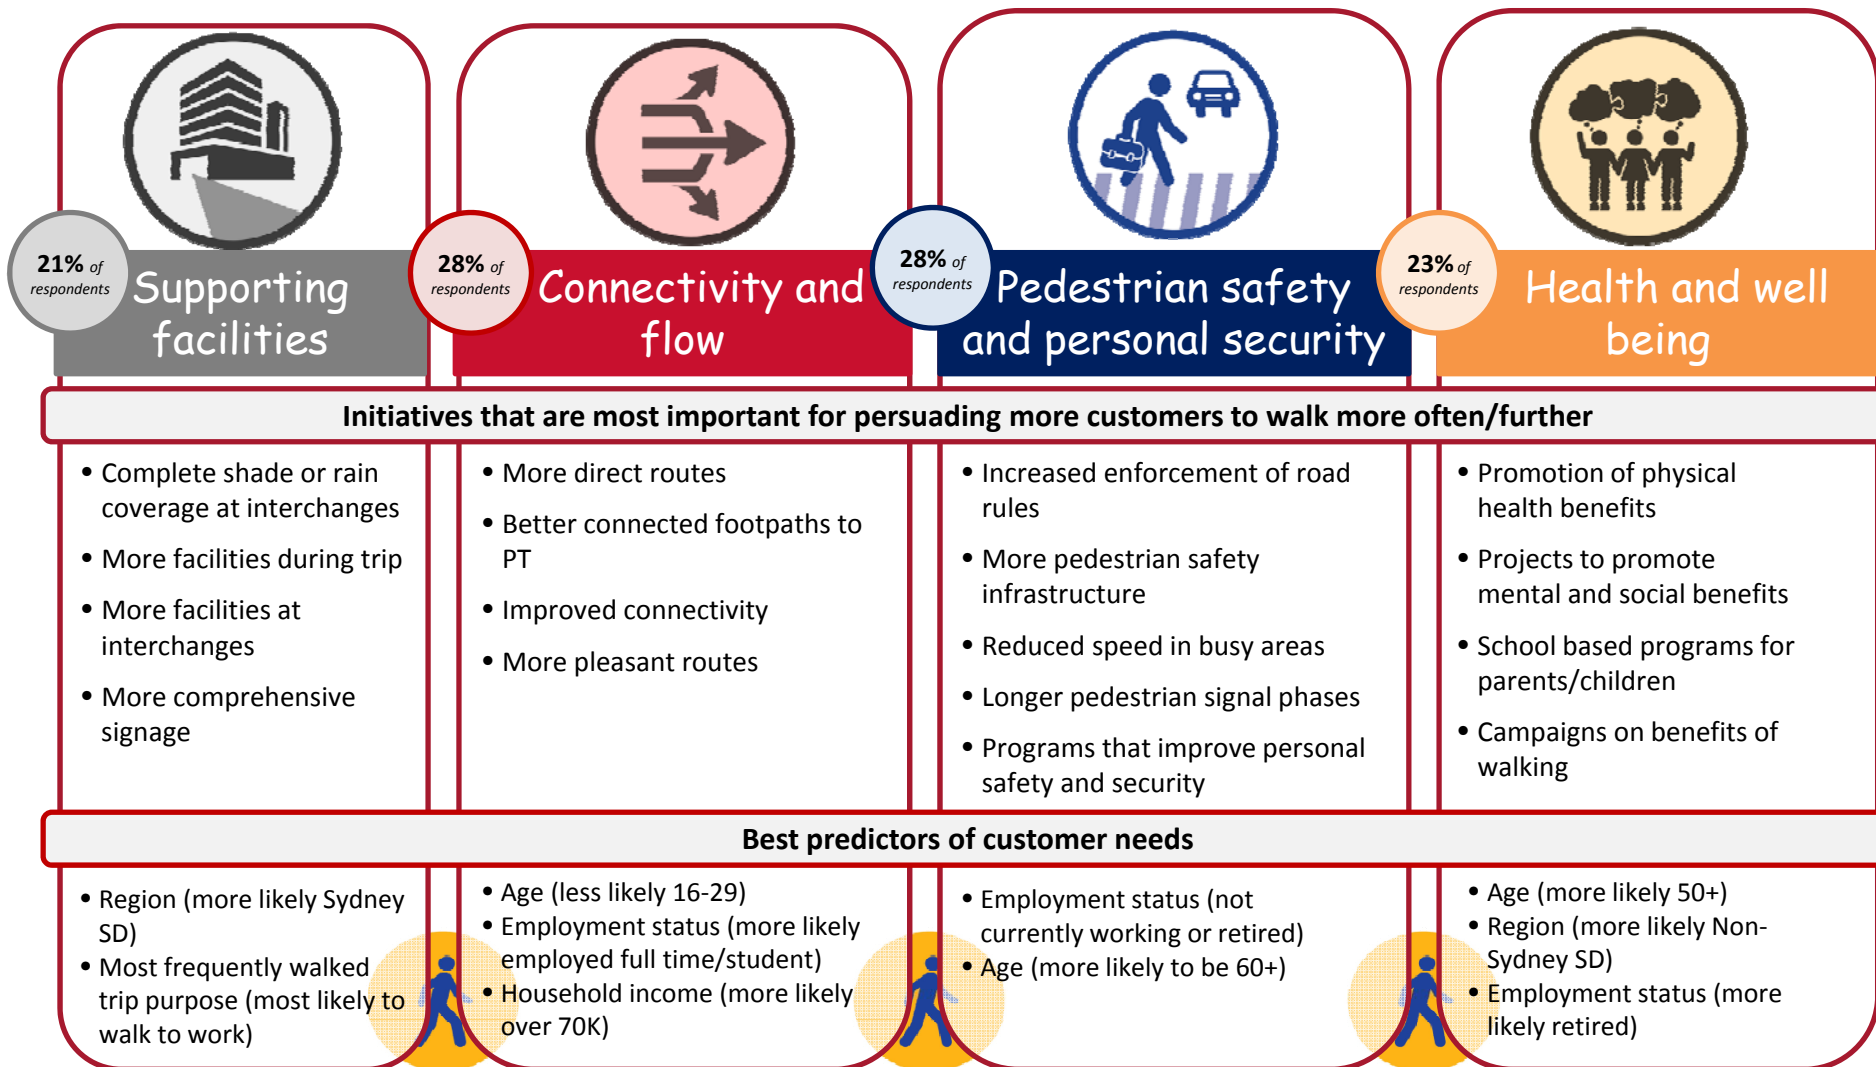 21% of
respondents
Supporting
facilities
28% of
respondents
Connectivity and
flow
28% of
respondents
Pedestrian safety
and personal security
23% of
respondents
Health and well
being
Initiatives that are most important for persuading more customers to walk more often/further
• Complete shade or rain
coverage at interchanges
• More facilities during trip
• More facilities at
interchanges
• More comprehensive
signage
• More direct routes
• Better connected footpaths to
PT
• Improved connectivity
• More pleasant routes
• Increased enforcement of road
rules
• More pedestrian safety
infrastructure
• Reduced speed in busy areas
• Longer pedestrian signal phases
• Programs that improve personal
safety and security
• Promotion of physical
health benefits
• Projects to promote
mental and social benefits
• School based programs for
parents/children
• Campaigns on benefits of
walking
Best predictors of customer needs
• Region (more likely Sydney
SD)
• Most frequently walked
trip purpose (most likely to
walk to work)
• Age (less likely 16-29)
• Employment status (more likely
employed full time/student)
• Household income (more likely
over 70K)
• Employment status (not
currently working or retired)
• Age (more likely to be 60+)
• Age (more likely 50+)
• Region (more likely Non-
Sydney SD)
• Employment status (more
likely retired)